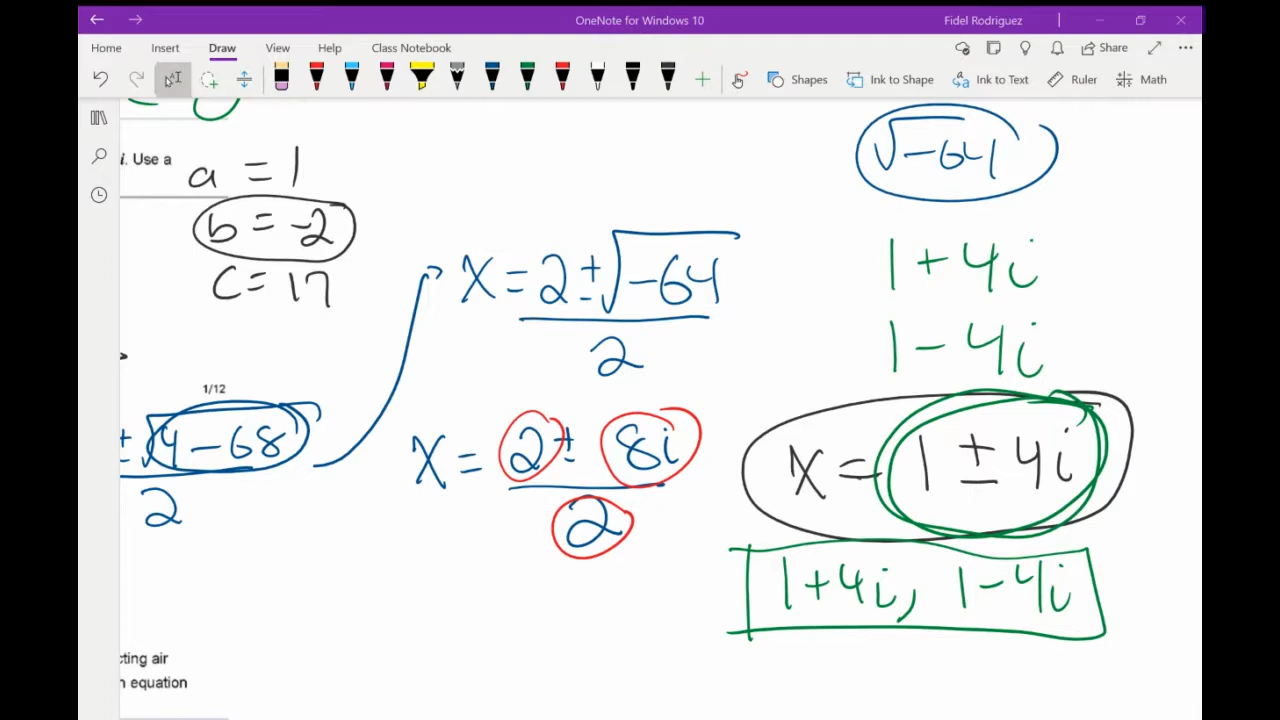 OneNote for Windows 10
Fidel Rodriguez
Home Insert Draw View Help Class Notebook
Share
Shapes Ink to Shape Ink to Text Ruler Math
i. Use a
a = 1
b = -2
c = 17
1/12
± √4 - 68
2
x = 2 ± √-64
2
x = 2 ± 8i
2
√-64
1 + 4i
1 - 4i
x = 1 ± 4i
1+4i, 1-4i
cting air
n equation